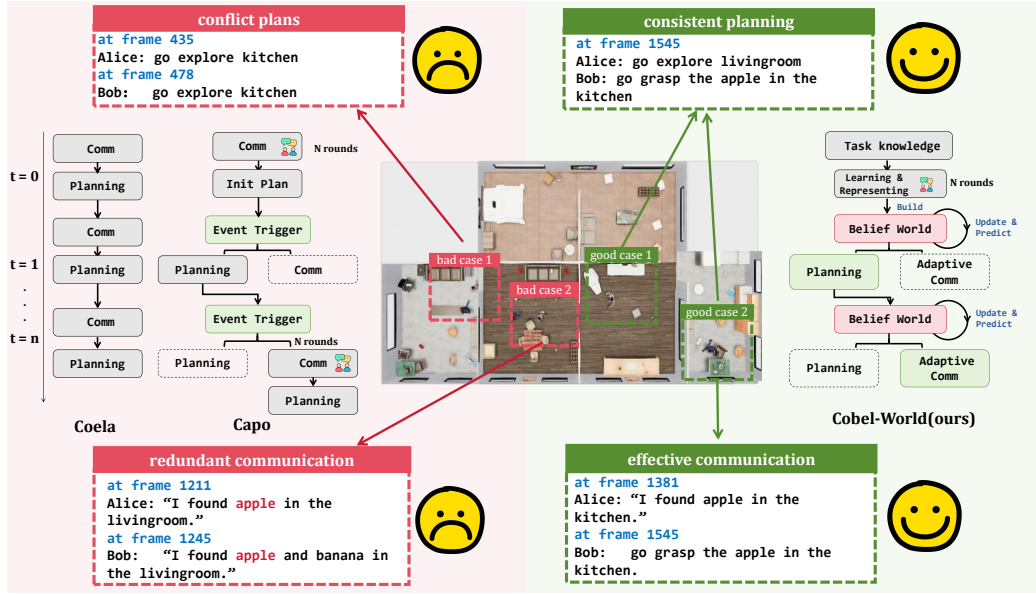 conflict plans
at frame 435
Alice: go explore kitchen
at frame 478
Bob: go explore kitchen
consistent planning
at frame 1545
Alice: go explore livingroom
Bob: go grasp the apple in the
kitchen
t = 0
t = 1
.
.
.
t = n
Comm
Planning
Comm
Planning
Comm
Planning
Coela
Comm
N rounds
Init Plan
Event Trigger
Planning
Comm
Event Trigger
N rounds
Planning
Comm
Planning
Capo
bad case 1
bad case 2
good case 1
good case 2
Task knowledge
Learning &
Representing
N rounds
Build
Belief World
Update &
Predict
Planning
Adaptive
Comm
Belief World
Update &
Predict
Planning
Adaptive
Comm
Cobel-World(ours)
redundant communication
at frame 1211
Alice: “I found apple in the
livingroom.”
at frame 1245
Bob: “I found apple and banana in
the livingroom.”
effective communication
at frame 1381
Alice: “I found apple in the
kitchen.”
at frame 1545
Bob: go grasp the apple in the
kitchen.